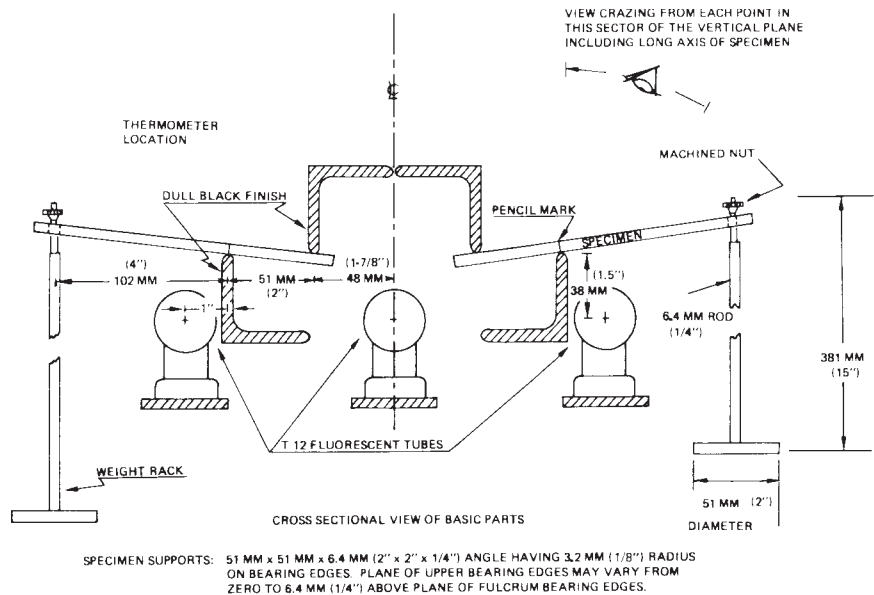 VIEW CRAZING FROM EACH POINT IN
THIS SECTOR OF THE VERTICAL PLANE
INCLUDING LONG AXIS OF SPECIMEN
THERMOMETER
LOCATION
MACHINED NUT
DULL BLACK FINISH
PENCIL MARK
SPECIMEN
(4")
102 MM
51 MM
(2")
(1-7/8")
48 MM
(1.5")
38 MM
1"
6.4 MM ROD
(1/4")
381 MM
(15")
T 12 FLUORESCENT TUBES
WEIGHT RACK
51 MM (2")
DIAMETER
CROSS SECTIONAL VIEW OF BASIC PARTS
SPECIMEN SUPPORTS: 51 MM x 51 MM x 6.4 MM (2" x 2" x 1/4") ANGLE HAVING 3.2 MM (1/8") RADIUS
ON BEARING EDGES. PLANE OF UPPER BEARING EDGES MAY VARY FROM
ZERO TO 6.4 MM (1/4") ABOVE PLANE OF FULCRUM BEARING EDGES.